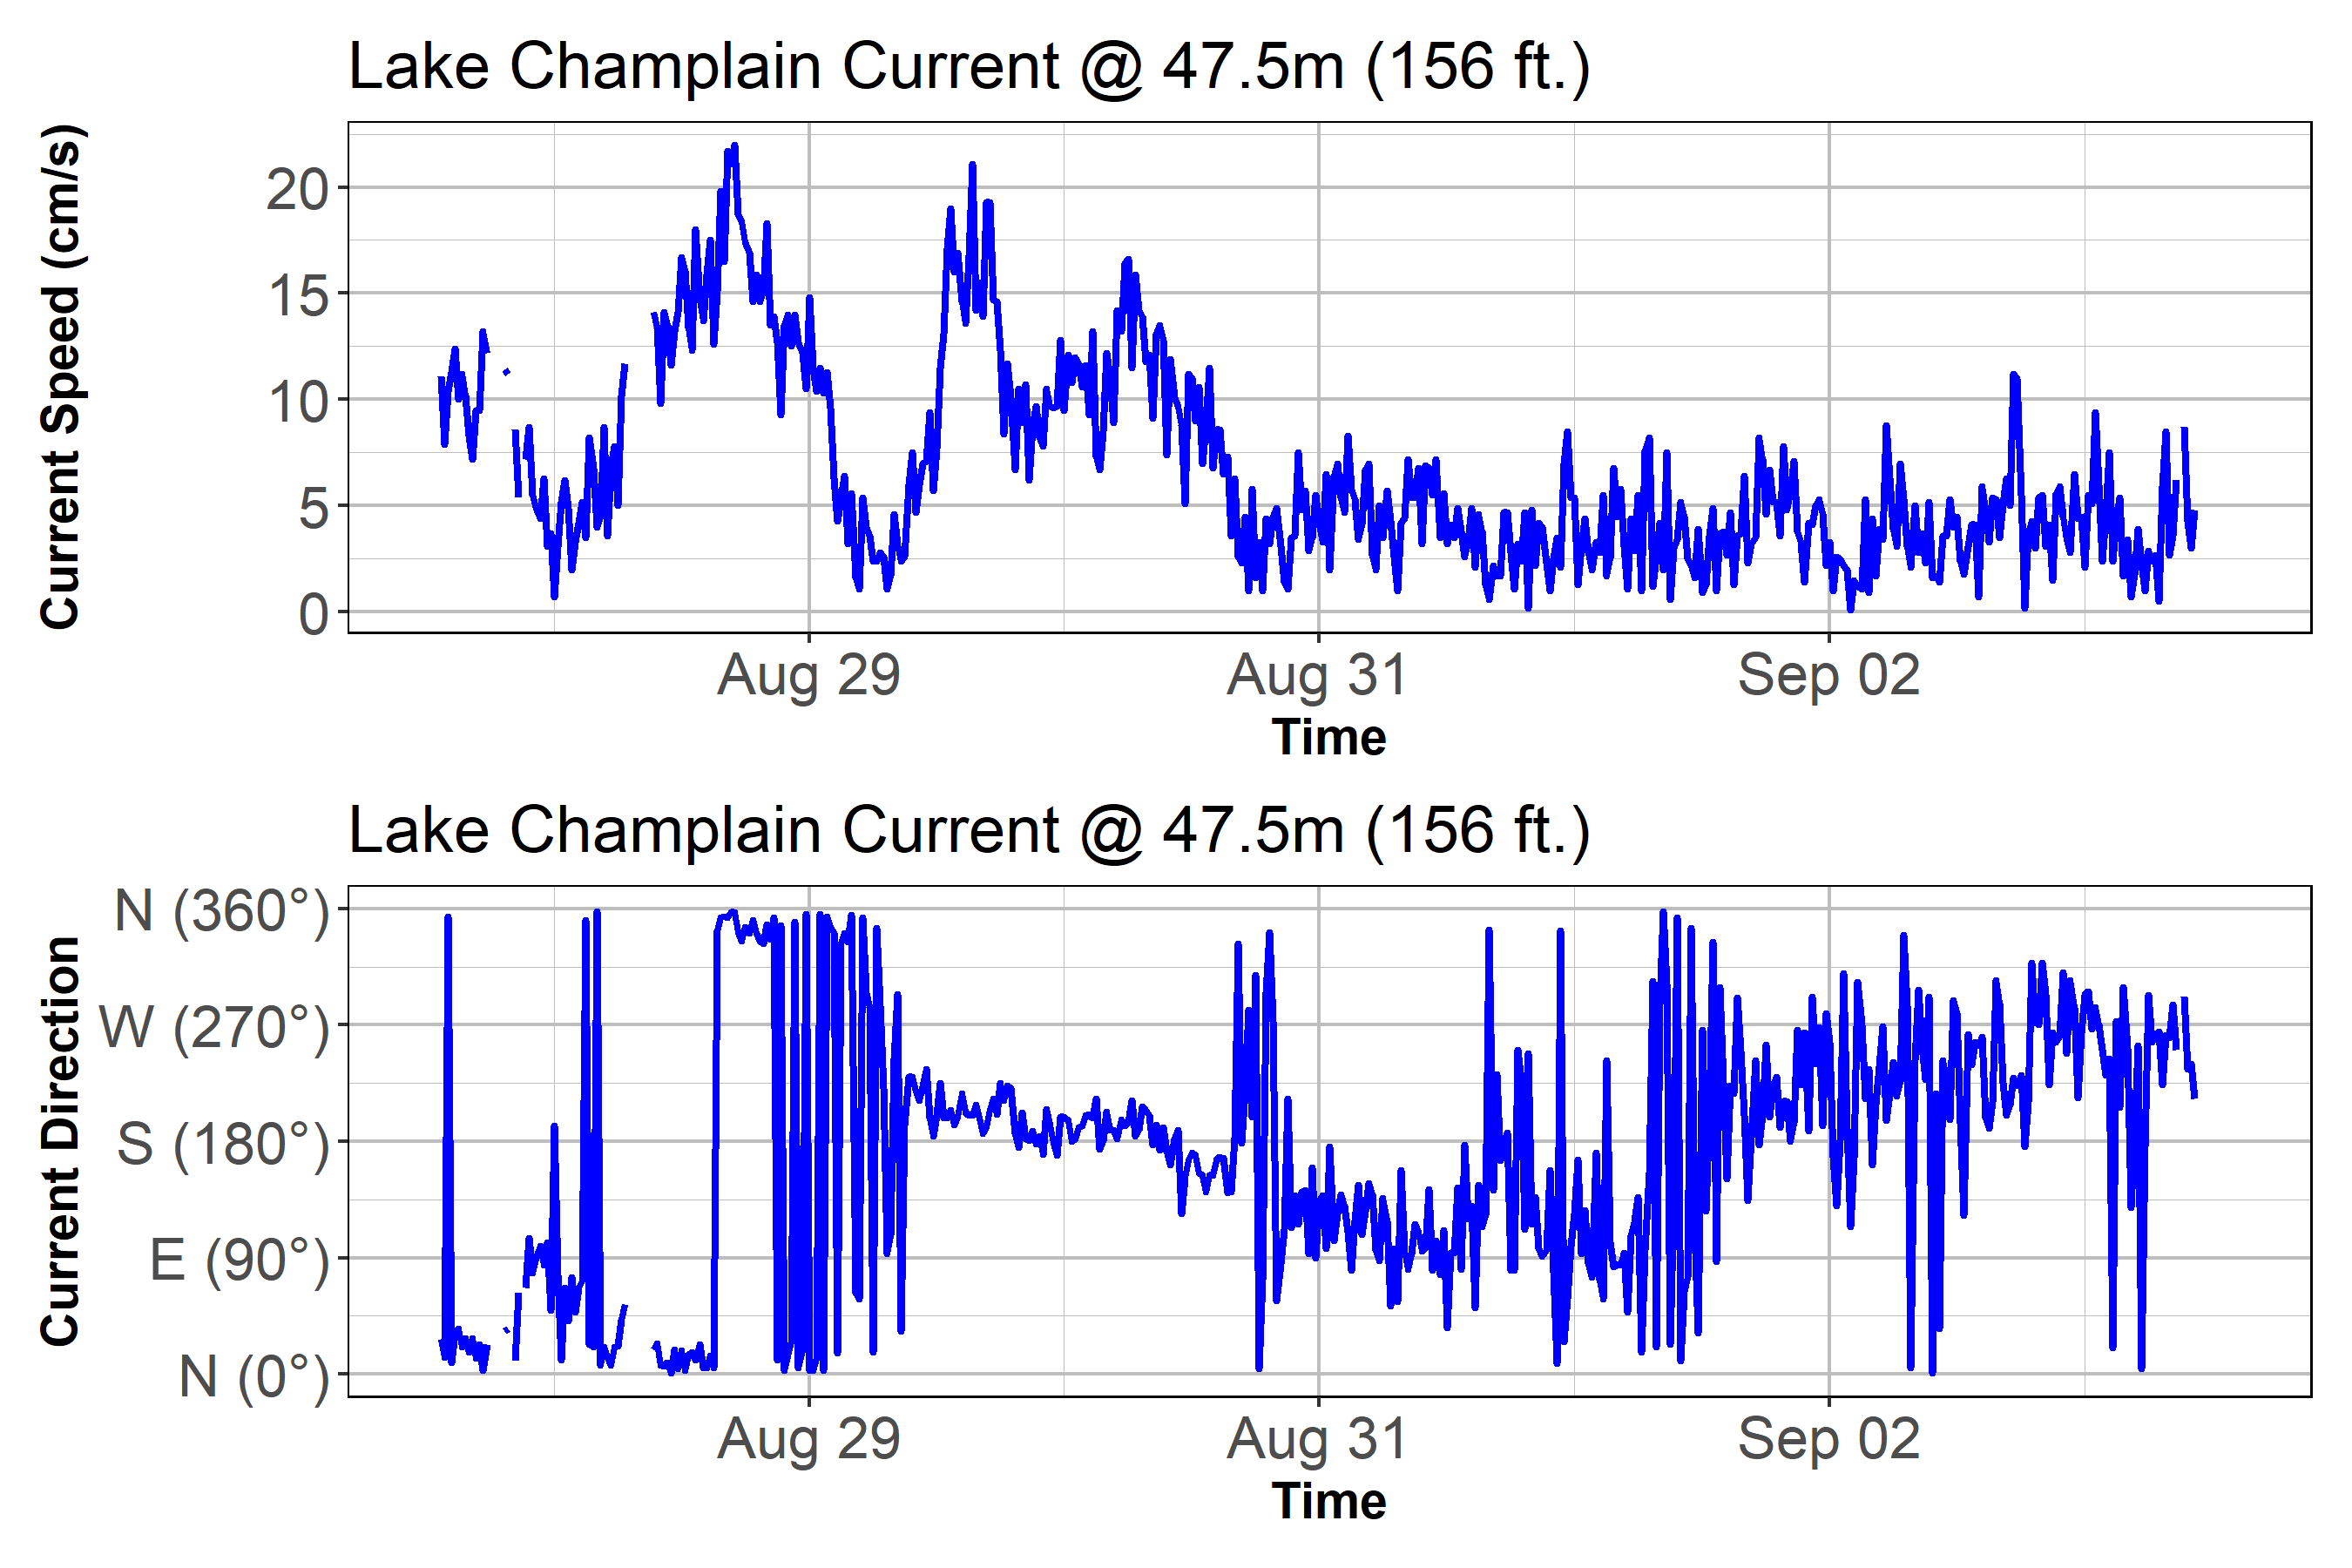 Lake Champlain Current @ 47.5m (156 ft.)
Current Speed (cm/s)
20
15
10
5
0
Aug 29
Aug 31
Sep 02
Time
Lake Champlain Current @ 47.5m (156 ft.)
Current Direction
N (360°)
W (270°)
S (180°)
E (90°)
N (0°)
Aug 29
Aug 31
Sep 02
Time